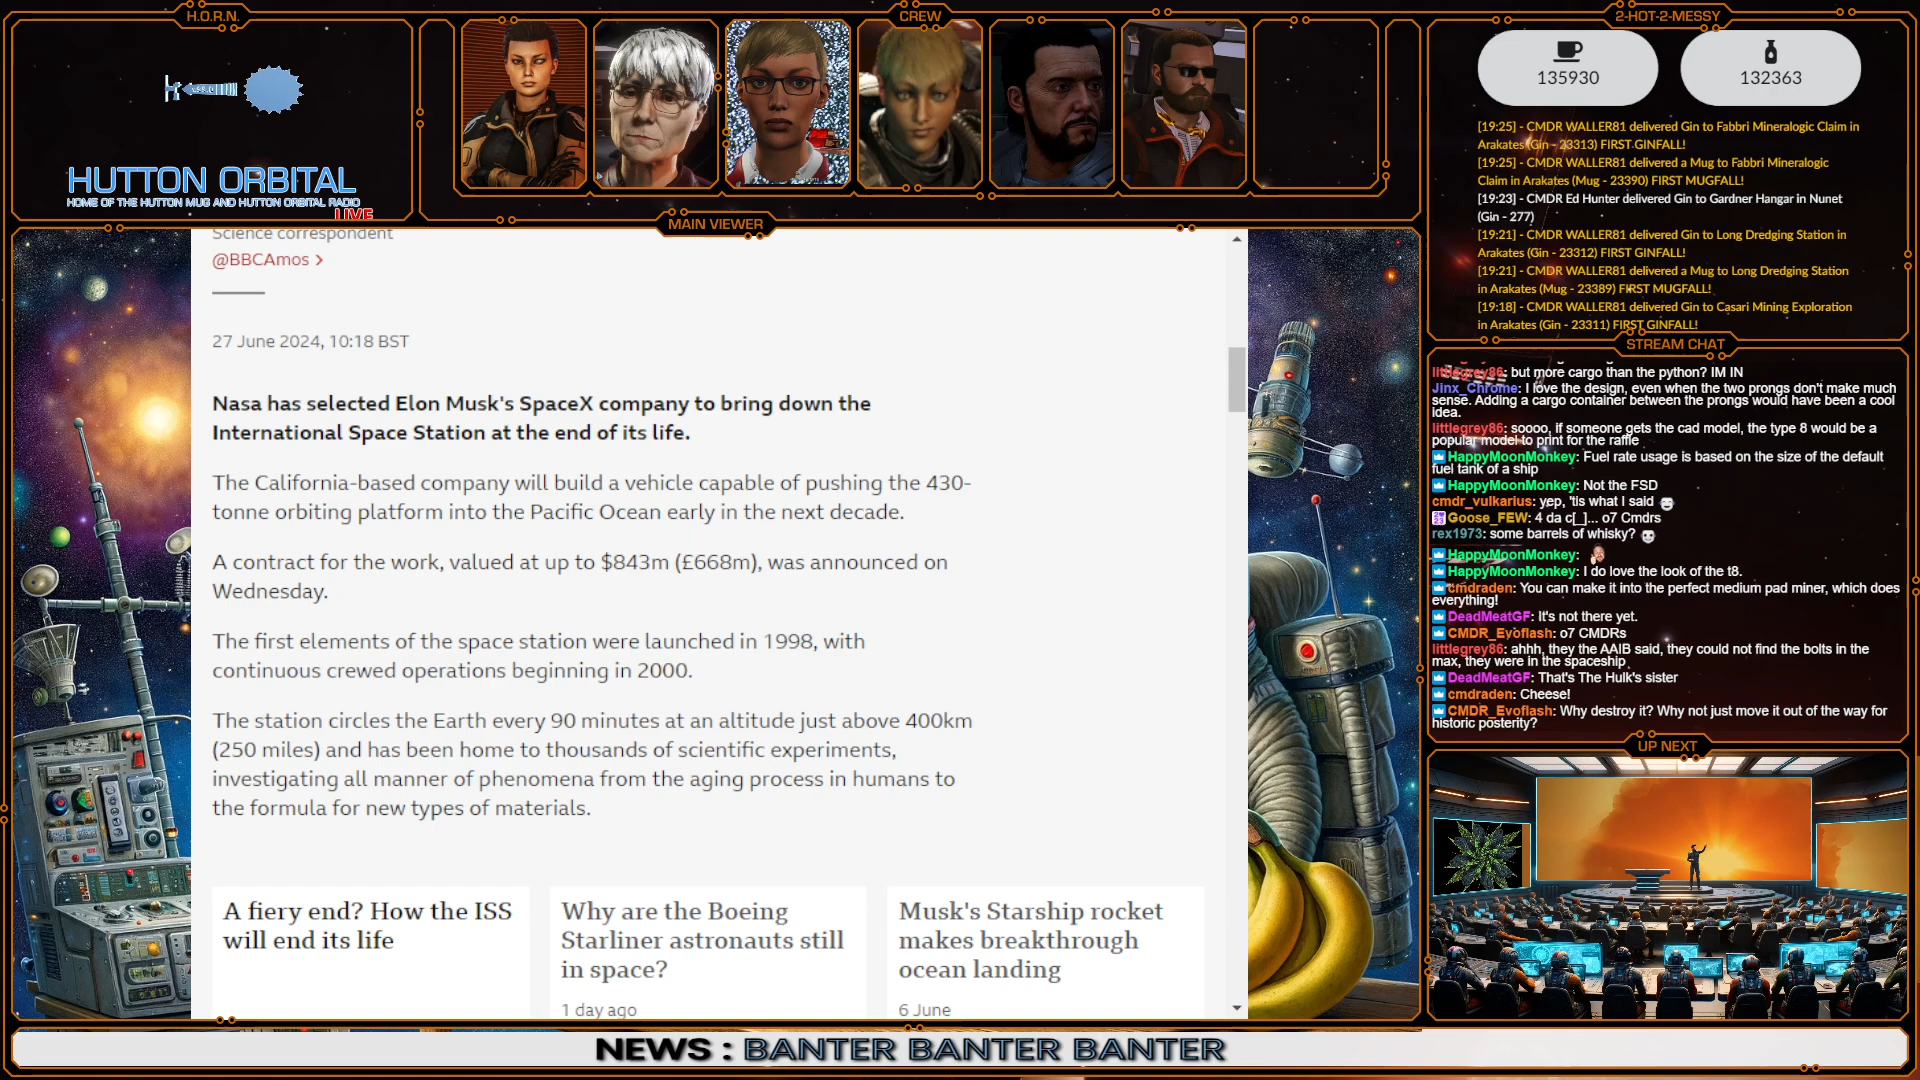 H.O.R.N.
HUTTON ORBITAL
HOME OF THE HUTTON MUG AND HUTTON ORBITAL RADIO
LIVE
CREW
MAIN VIEWER
Science correspondent
@BBCAmos
27 June 2024, 10:18 BST
Nasa has selected Elon Musk's SpaceX company to bring down the
International Space Station at the end of its life.
The California-based company will build a vehicle capable of pushing the 430-
tonne orbiting platform into the Pacific Ocean early in the next decade.
A contract for the work, valued at up to $843m (£668m), was announced on
Wednesday.
The first elements of the space station were launched in 1998, with
continuous crewed operations beginning in 2000.
The station circles the Earth every 90 minutes at an altitude just above 400km
(250 miles) and has been home to thousands of scientific experiments,
investigating all manner of phenomena from the aging process in humans to
the formula for new types of materials.
A fiery end? How the ISS
will end its life
Why are the Boeing
Starliner astronauts still
in space?
1 day ago
Musk's Starship rocket
makes breakthrough
ocean landing
6 June
2-HOT-2-MESSY
135930
132363
[19:25] - CMDR WALLER81 delivered Gin to Fabbri Mineralogic Claim in
Arakates (Gin - 23313) FIRST GINFALL!
[19:25] - CMDR WALLER81 delivered a Mug to Fabbri Mineralogic
Claim in Arakates (Mug - 23390) FIRST MUGFALL!
[19:23] - CMDR Ed Hunter delivered Gin to Gardner Hangar in Nunet
(Gin - 277)
[19:21] - CMDR WALLER81 delivered Gin to Long Dredging Station in
Arakates (Gin - 23312) FIRST GINFALL!
[19:21] - CMDR WALLER81 delivered a Mug to Long Dredging Station
in Arakates (Mug - 23389) FIRST MUGFALL!
[19:18] - CMDR WALLER81 delivered Gin to Casari Mining Exploration
in Arakates (Gin - 23311) FIRST GINFALL!
STREAM CHAT
littlegrey86: but more cargo than the python? IM IN
Jinx_Chrome: I love the design, even when the two prongs don't make much
sense. Adding a cargo container between the prongs would have been a cool
idea.
littlegrey86: soooo, if someone gets the cad model, the type 8 would be a
popular model to print for the raffle
HappyMoonMonkey: Fuel rate usage is based on the size of the default
fuel tank of a ship
HappyMoonMonkey: Not the FSD
cmdr_vulkarius: yep, 'tis what I said
Goose_FEW: 4 da c[_]... o7 Cmdrs
rex1973: some barrels of whisky?
HappyMoonMonkey:
HappyMoonMonkey: I do love the look of the t8.
cmdraden: You can make it into the perfect medium pad miner, which does
everything!
DeadMeatGF: It's not there yet.
CMDR_Evoflash: o7 CMDRs
littlegrey86: ahhh, they the AAIB said, they could not find the bolts in the
max, they were in the spaceship
DeadMeatGF: That's The Hulk's sister
cmdraden: Cheese!
CMDR_Evoflash: Why destroy it? Why not just move it out of the way for
historic posterity?
UP NEXT
NEWS : BANTER BANTER BANTER